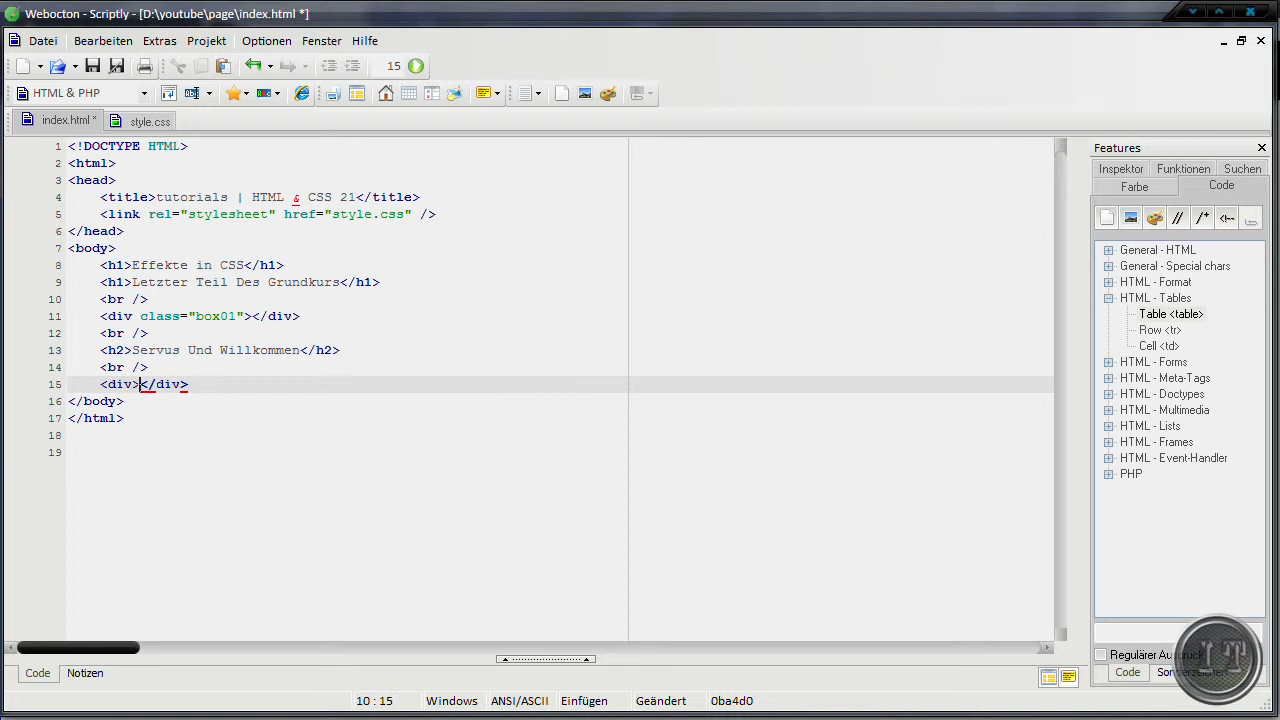 Webocton - Scriptly - [D:\youtube\page\index.html *]
Datei Bearbeiten Extras Projekt Optionen Fenster Hilfe
15
HTML & PHP
index.html * style.css
1 <!DOCTYPE HTML>
2 <html>
3 <head>
4 <title>tutorials | HTML & CSS 21</title>
5 <link rel="stylesheet" href="style.css" />
6 </head>
7 <body>
8 <h1>Effekte in CSS</h1>
9 <h1>Letzter Teil Des Grundkurs</h1>
10 <br />
11 <div class="box01"></div>
12 <br />
13 <h2>Servus Und Willkommen</h2>
14 <br />
15 <div></div>
16 </body>
17 </html>
18
19
Features
Inspektor Funktionen Suchen
Farbe Code
General - HTML
General - Special chars
HTML - Format
HTML - Tables
Table <table>
Row <tr>
Cell <td>
HTML - Forms
HTML - Meta-Tags
HTML - Doctypes
HTML - Multimedia
HTML - Lists
HTML - Frames
HTML - Event-Handler
PHP
Regulärer Ausdruck
Code Sonderzeichen
IT
Code Notizen
10 : 15 Windows ANSI/ASCII Einfügen Geändert 0ba4d0